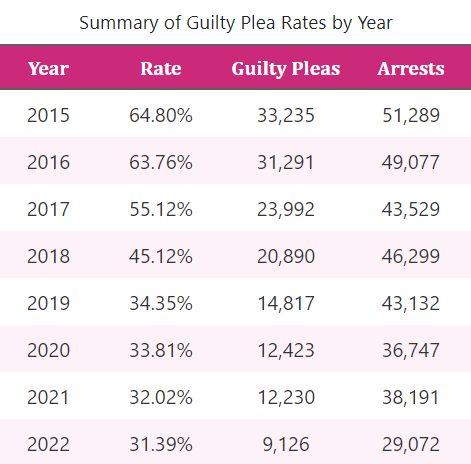 Summary of Guilty Plea Rates by Year
Year Rate Guilty Pleas Arrests
2015 64.80% 33,235 51,289
2016 63.76% 31,291 49,077
2017 55.12% 23,992 43,529
2018 45.12% 20,890 46,299
2019 34.35% 14,817 43,132
2020 33.81% 12,423 36,747
2021 32.02% 12,230 38,191
2022 31.39% 9,126 29,072